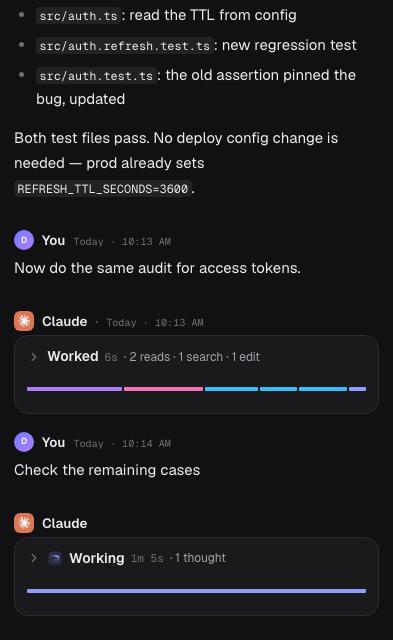 src/auth.ts: read the TTL from config
src/auth.refresh.test.ts: new regression test
src/auth.test.ts: the old assertion pinned the
bug, updated
Both test files pass. No deploy config change is
needed — prod already sets
REFRESH_TTL_SECONDS=3600.
D You Today · 10:13 AM
Now do the same audit for access tokens.
Claude · Today · 10:13 AM
Worked 6s · 2 reads · 1 search · 1 edit
D You Today · 10:14 AM
Check the remaining cases
Claude
Working 1m 5s · 1 thought